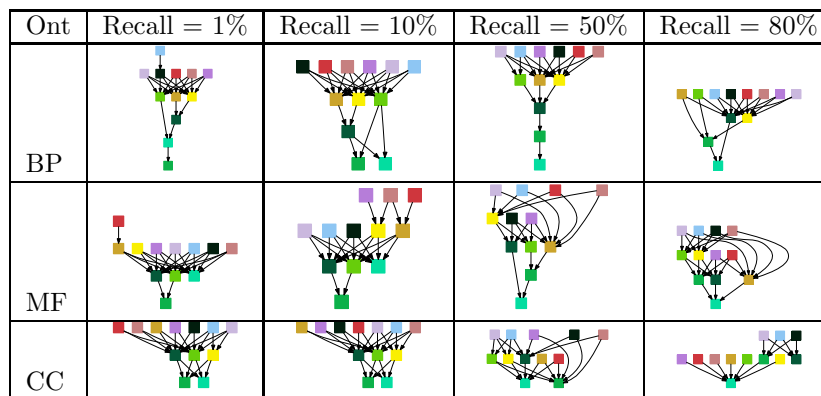 Ont Recall = 1% Recall = 10% Recall = 50% Recall = 80%
BP
MF
CC